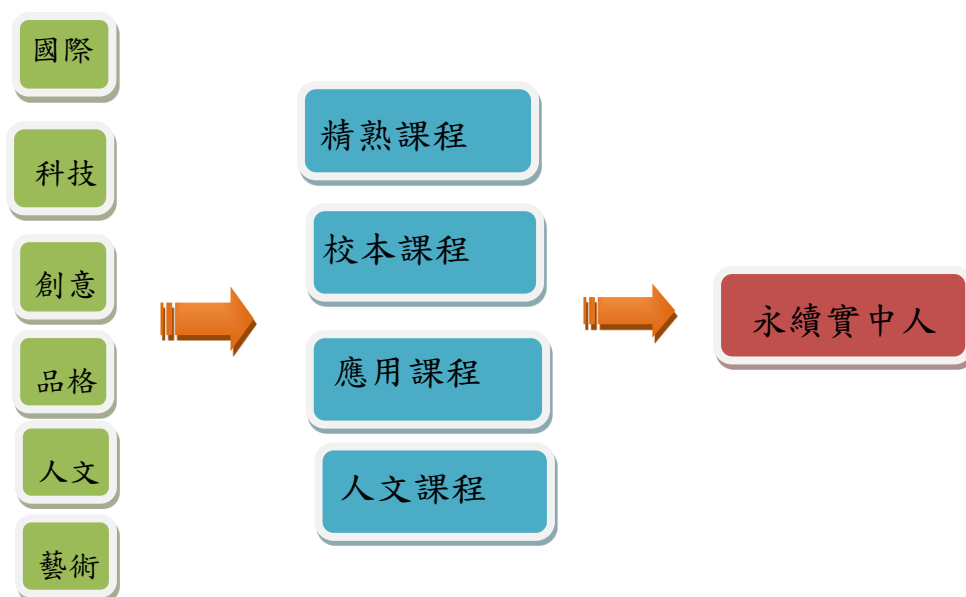 國際
科技
創意
品格
人文
藝術
精熟課程
校本課程
應用課程
人文課程
永續實中人